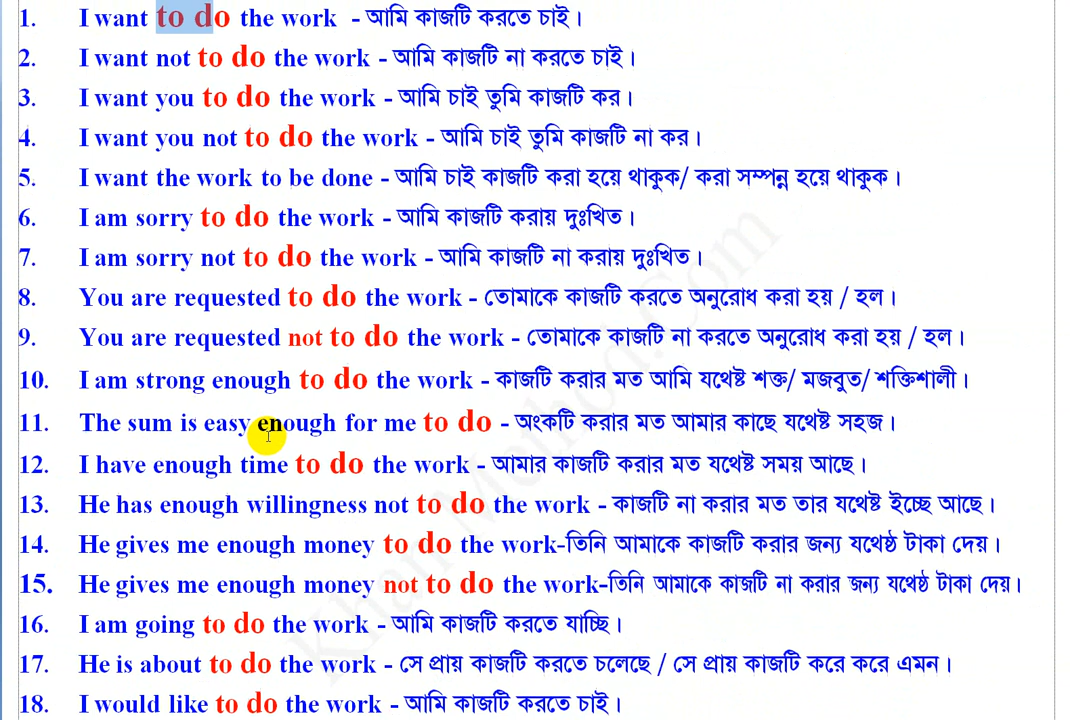 1. I want to do the work - আমি কাজটি করতে চাই।
2. I want not to do the work - আমি কাজটি না করতে চাই।
3. I want you to do the work - আমি চাই তুমি কাজটি কর।
4. I want you not to do the work - আমি চাই তুমি কাজটি না কর।
5. I want the work to be done - আমি চাই কাজটি করা হয়ে থাকুক/ করা সম্পন্ন হয়ে থাকুক।
6. I am sorry to do the work - আমি কাজটি করায় দুঃখিত।
7. I am sorry not to do the work - আমি কাজটি না করায় দুঃখিত।
8. You are requested to do the work - তোমাকে কাজটি করতে অনুরোধ করা হয় / হল।
9. You are requested not to do the work - তোমাকে কাজটি না করতে অনুরোধ করা হয় / হল।
10. I am strong enough to do the work - কাজটি করার মত আমি যথেষ্ট শক্ত/ মজবুত/ শক্তিশালী।
11. The sum is easy enough for me to do - অংকটি করার মত আমার কাছে যথেষ্ট সহজ।
12. I have enough time to do the work - আমার কাজটি করার মত যথেষ্ট সময় আছে।
13. He has enough willingness not to do the work - কাজটি না করার মত তার যথেষ্ট ইচ্ছে আছে।
14. He gives me enough money to do the work-তিনি আমাকে কাজটি করার জন্য যথেষ্ঠ টাকা দেয়।
15. He gives me enough money not to do the work-তিনি আমাকে কাজটি না করার জন্য যথেষ্ঠ টাকা দেয়।
16. I am going to do the work - আমি কাজটি করতে যাচ্ছি।
17. He is about to do the work - সে প্রায় কাজটি করতে চলেছে / সে প্রায় কাজটি করে করে এমন।
18. I would like to do the work - আমি কাজটি করতে চাই।